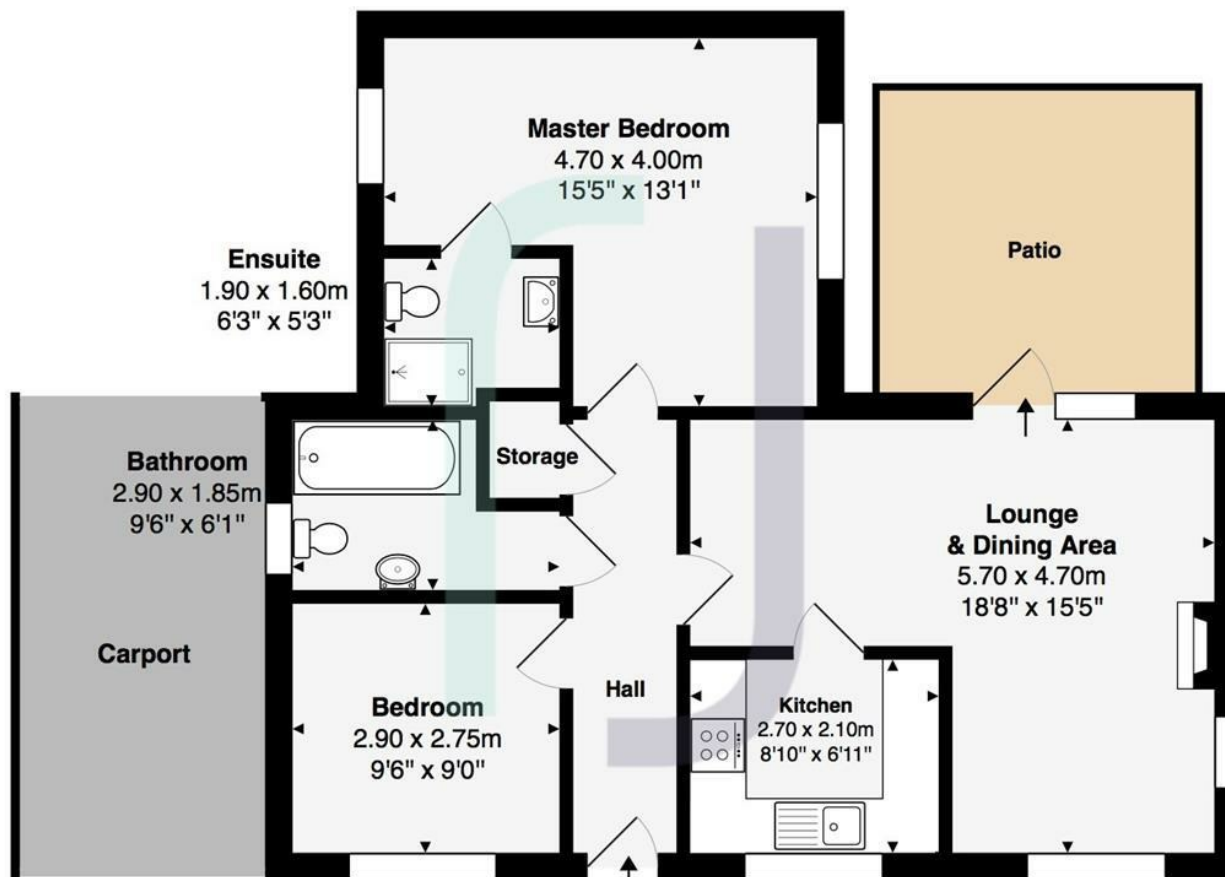 Master Bedroom
4.70 x 4.00m
15'5" x 13'1"
Patio
Ensuite
1.90 x 1.60m
6'3" x 5'3"
Storage
Bathroom
2.90 x 1.85m
9'6" x 6'1"
Lounge
& Dining Area
5.70 x 4.70m
18'8" x 15'5"
Carport
Hall
Bedroom
2.90 x 2.75m
9'6" x 9'0"
Kitchen
2.70 x 2.10m
8'10" x 6'11"